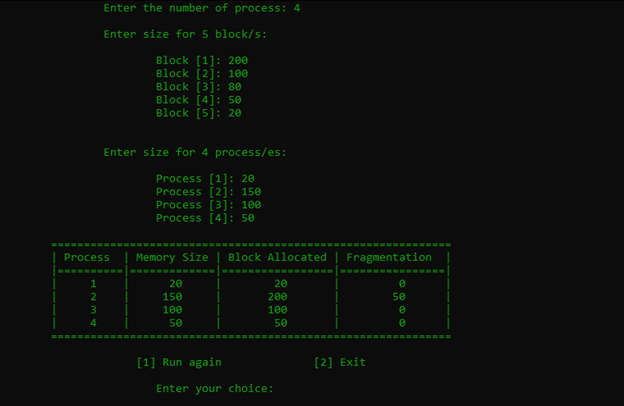 Enter the number of process: 4
Enter size for 5 block/s:
Block [1]: 200
Block [2]: 100
Block [3]: 80
Block [4]: 50
Block [5]: 20
Enter size for 4 process/es:
Process [1]: 20
Process [2]: 150
Process [3]: 100
Process [4]: 50
=============================================================
| Process | Memory Size | Block Allocated | Fragmentation |
|==========|=============|=================|================|
| 1 | 20 | 20 | 0 |
| 2 | 150 | 200 | 50 |
| 3 | 100 | 100 | 0 |
| 4 | 50 | 50 | 0 |
=============================================================
[1] Run again [2] Exit
Enter your choice: